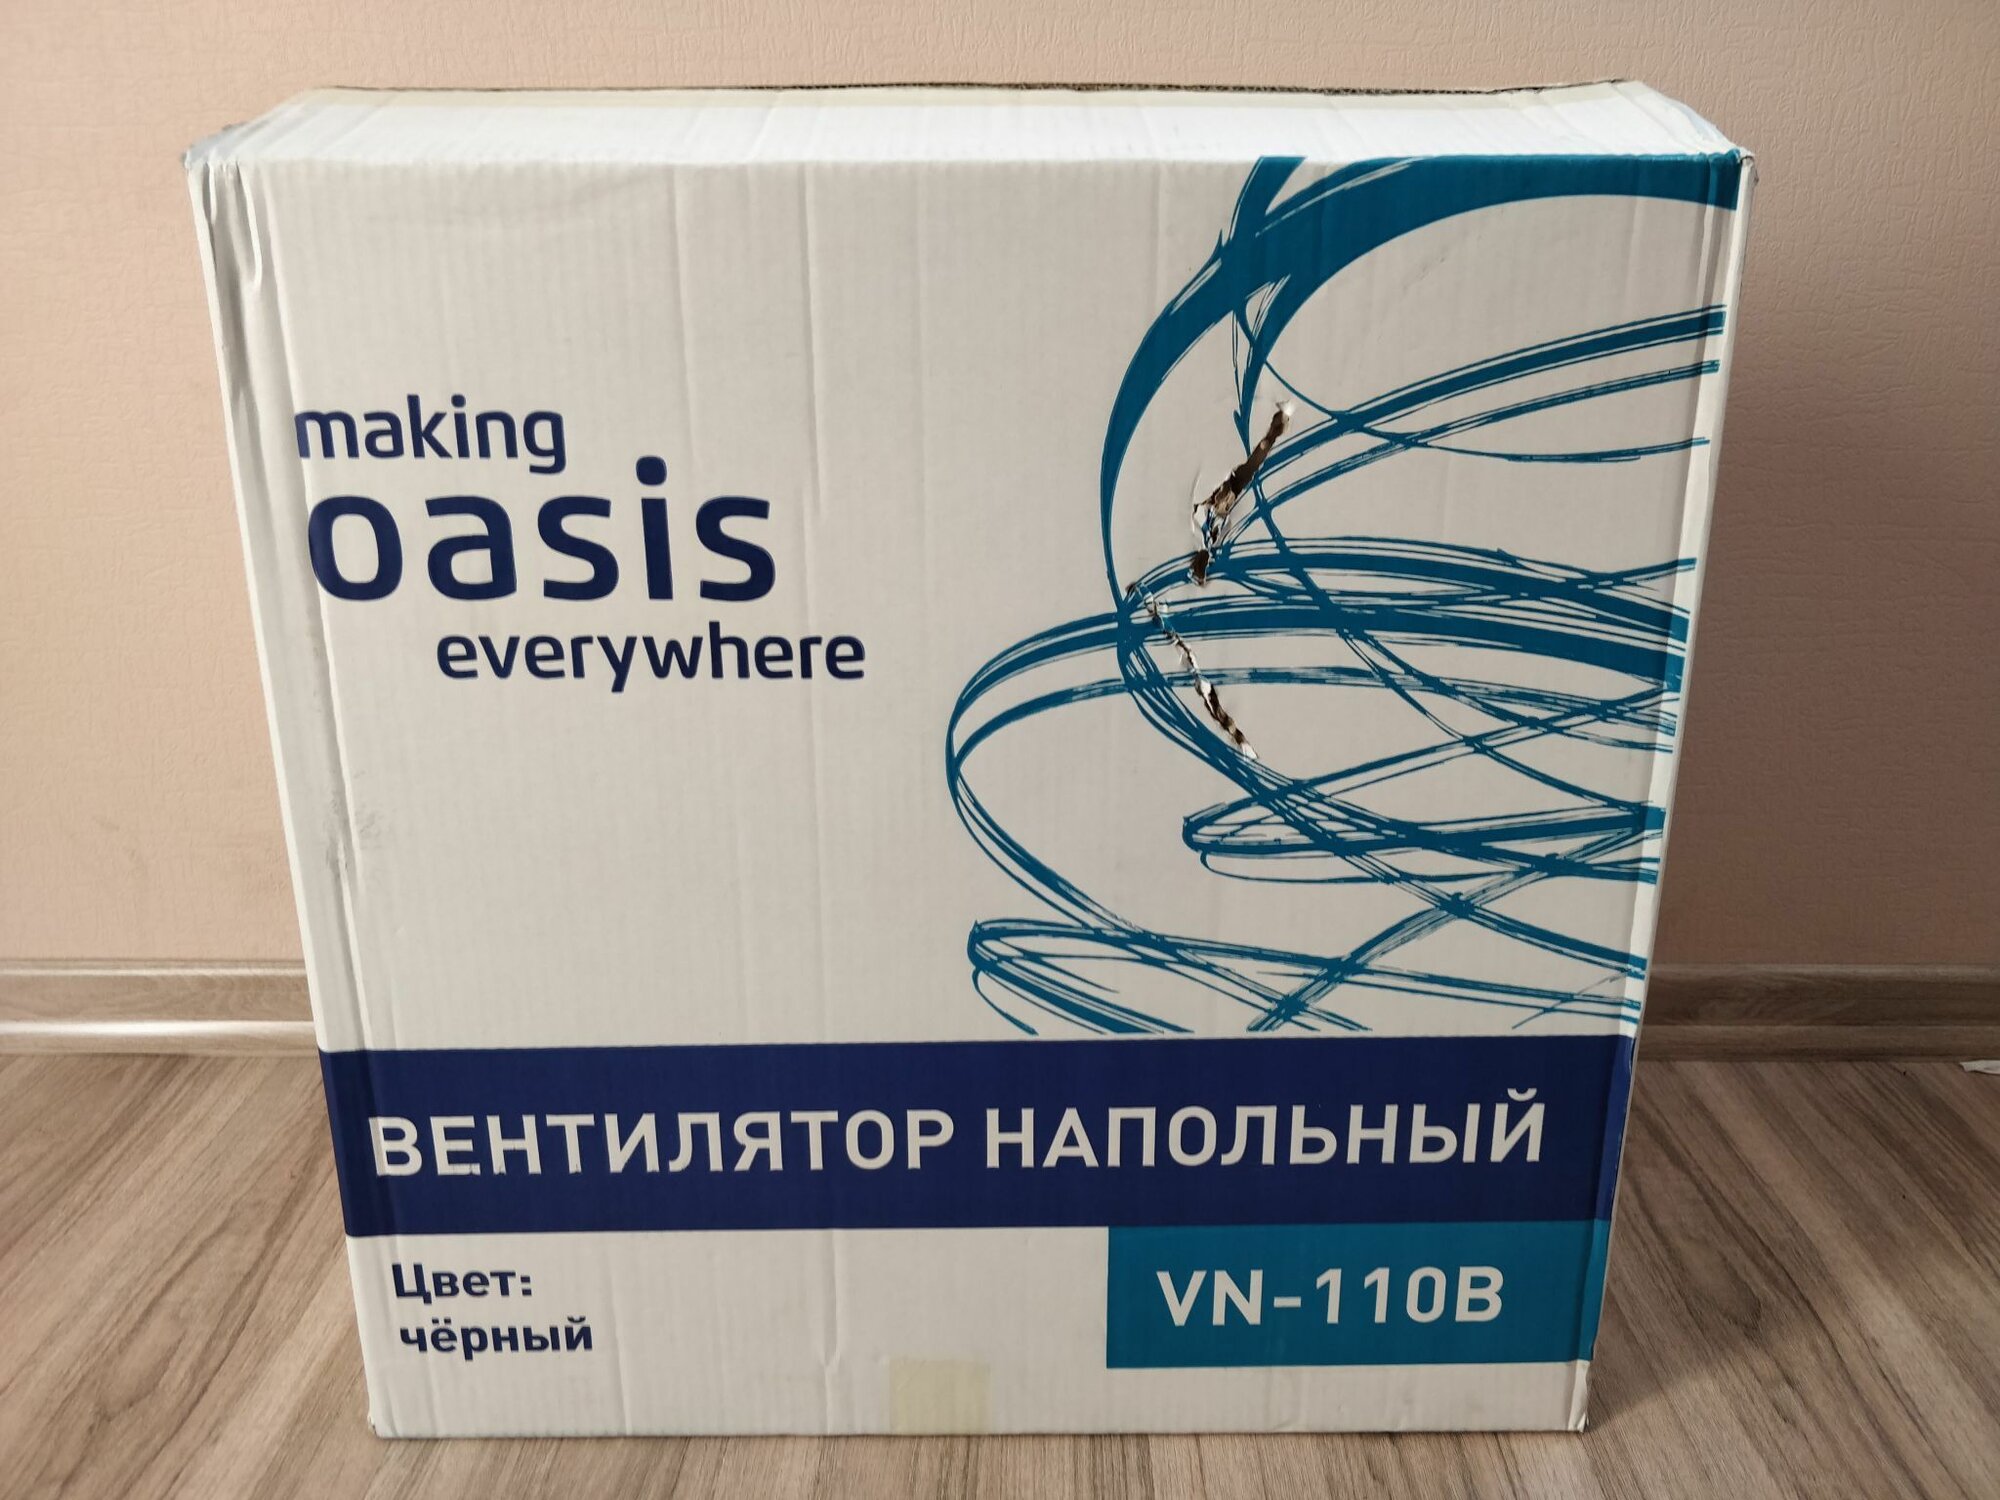 making
oasis
everywhere
ВЕНТИЛЯТОР НАПОЛЬНЫЙ
Цвет:
чёрный
VN-110B